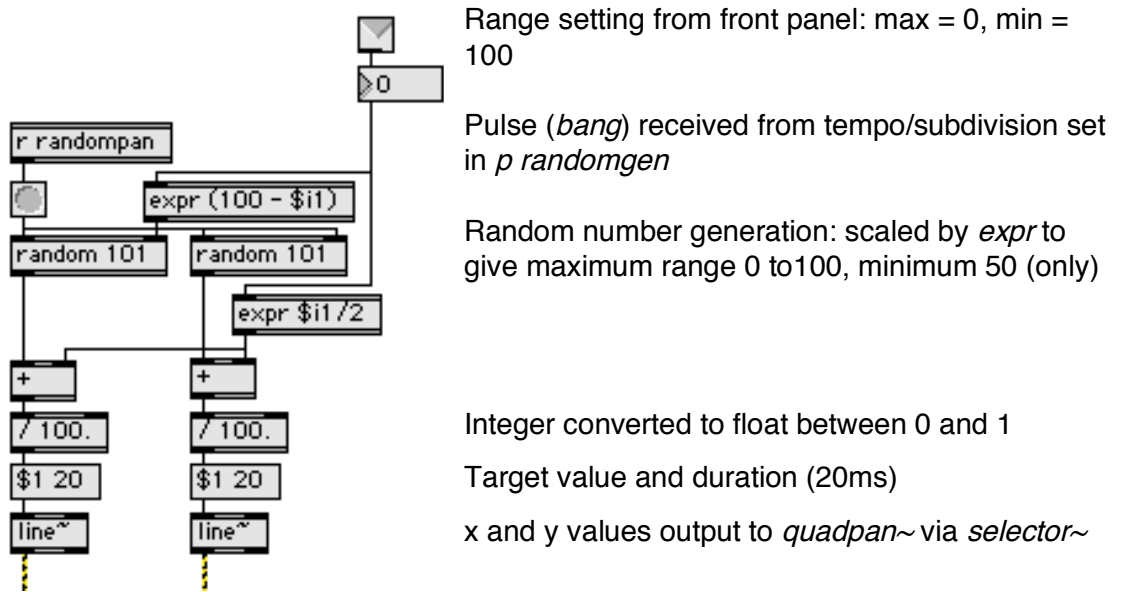 Range setting from front panel: max = 0, min =
100
0
r randompan
Pulse (bang) received from tempo/subdivision set
in p randomgen
expr (100 - $i1)
random 101
random 101
Random number generation: scaled by expr to
give maximum range 0 to100, minimum 50 (only)
expr $i1/2
+
+
/ 100.
/ 100.
Integer converted to float between 0 and 1
$1 20
$1 20
Target value and duration (20ms)
line~
line~
x and y values output to quadpan~ via selector~